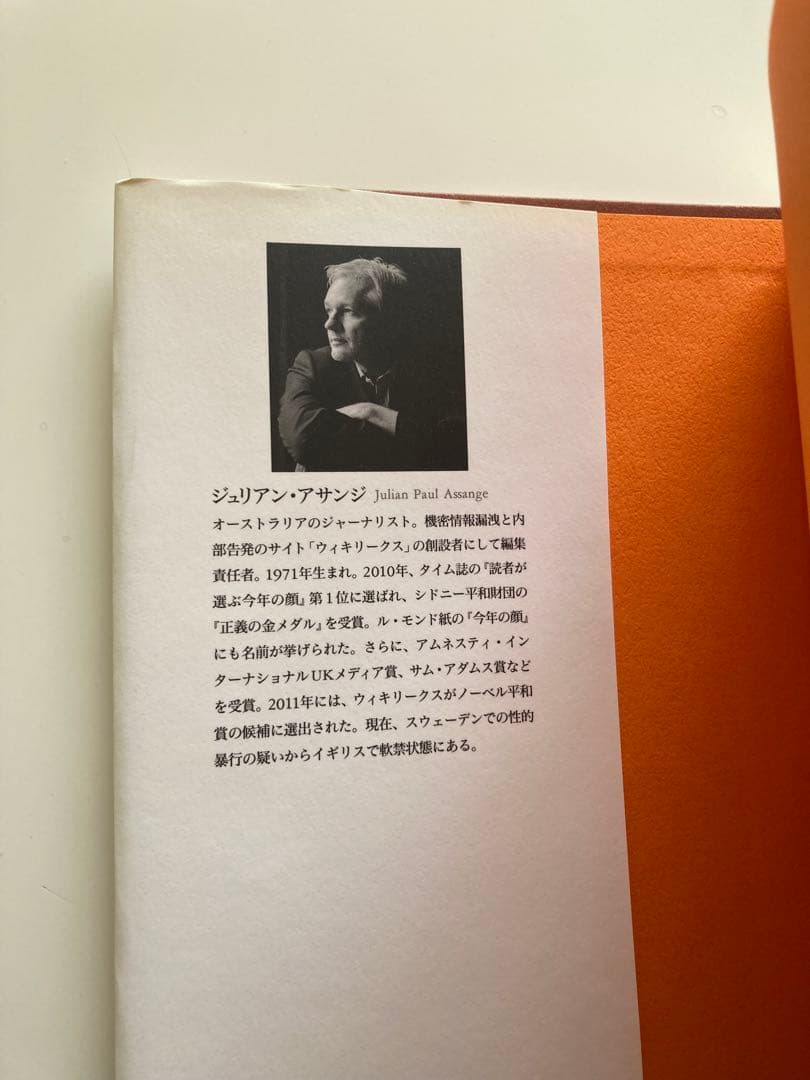 ジュリアン・アサンジ Julian Paul Assange
オーストラリアのジャーナリスト。機密情報漏洩と内
部告発のサイト「ウィキリークス」の創設者にして編集
責任者。1971年生まれ。2010年、タイム誌の『読者が
選ぶ今年の顔』第1位に選ばれ、シドニー平和財団の
『正義の金メダル』を受賞。ル・モンド紙の『今年の顔』
にも名前が挙げられた。さらに、アムネスティ・イン
ターナショナルUKメディア賞、サム・アダムス賞など
を受賞。2011年には、ウィキリークスがノーベル平和
賞の候補に選出された。現在、スウェーデンでの性的
暴行の疑いからイギリスで軟禁状態にある。